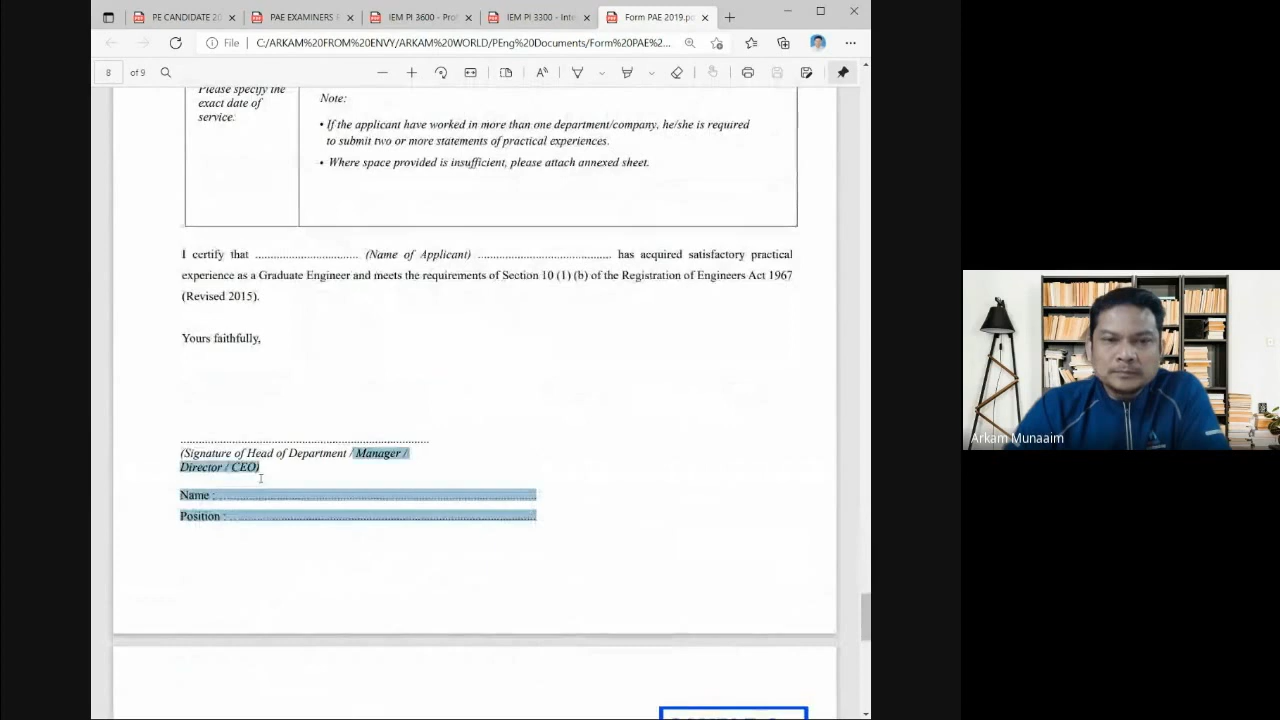 PE CANDIDATE 20
PAE EXAMINERS
IEM PI 3600 - Pro
IEM PI 3300 - Inte
Form PAE 2019.pd
File
C:/ARKAM%20FROM%20ENVY/ARKAM%20WORLD/PEng%20Documents/Form%20PAE%2...
8 of 9
Please specify the
exact date of
service:
Note:
• If the applicant have worked in more than one department/company, he/she is required
to submit two or more statements of practical experiences.
• Where space provided is insufficient, please attach annexed sheet.
I certify that .................................. (Name of Applicant) ............................................ has acquired satisfactory practical
experience as a Graduate Engineer and meets the requirements of Section 10 (1) (b) of the Registration of Engineers Act 1967
(Revised 2015).
Yours faithfully,
(Signature of Head of Department / Manager /
Director / CEO)
Name : ....................................................................
Position : ....................................................................
Arkam Munaaim